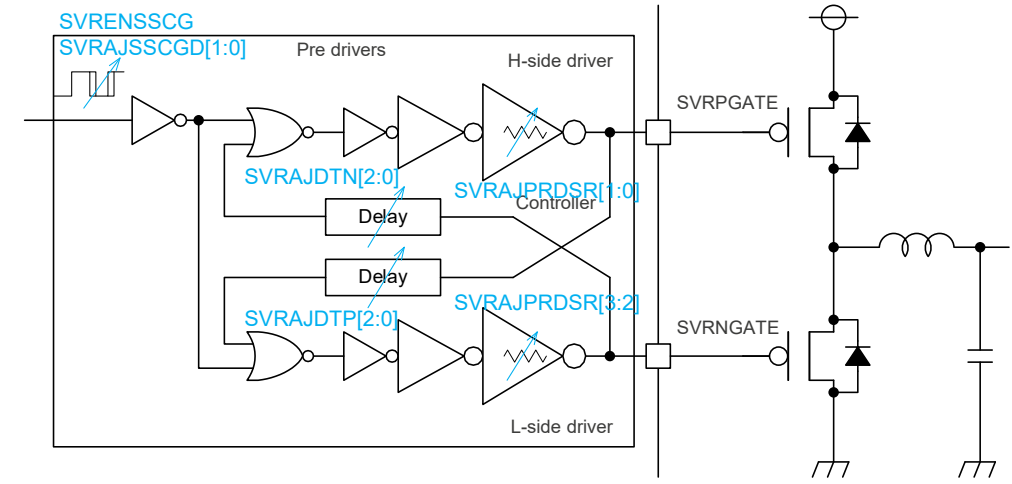 SVRENSSCG
SVRAJSSCGD[1:0]
Pre drivers
H-side driver
SVRPGATE
SVRAJDTN[2:0]
SVRAJPRDSR[1:0]
Controller
Delay
Delay
SVRAJPRDSR[3:2]
SVRAJDTP[2:0]
SVRNGATE
L-side driver